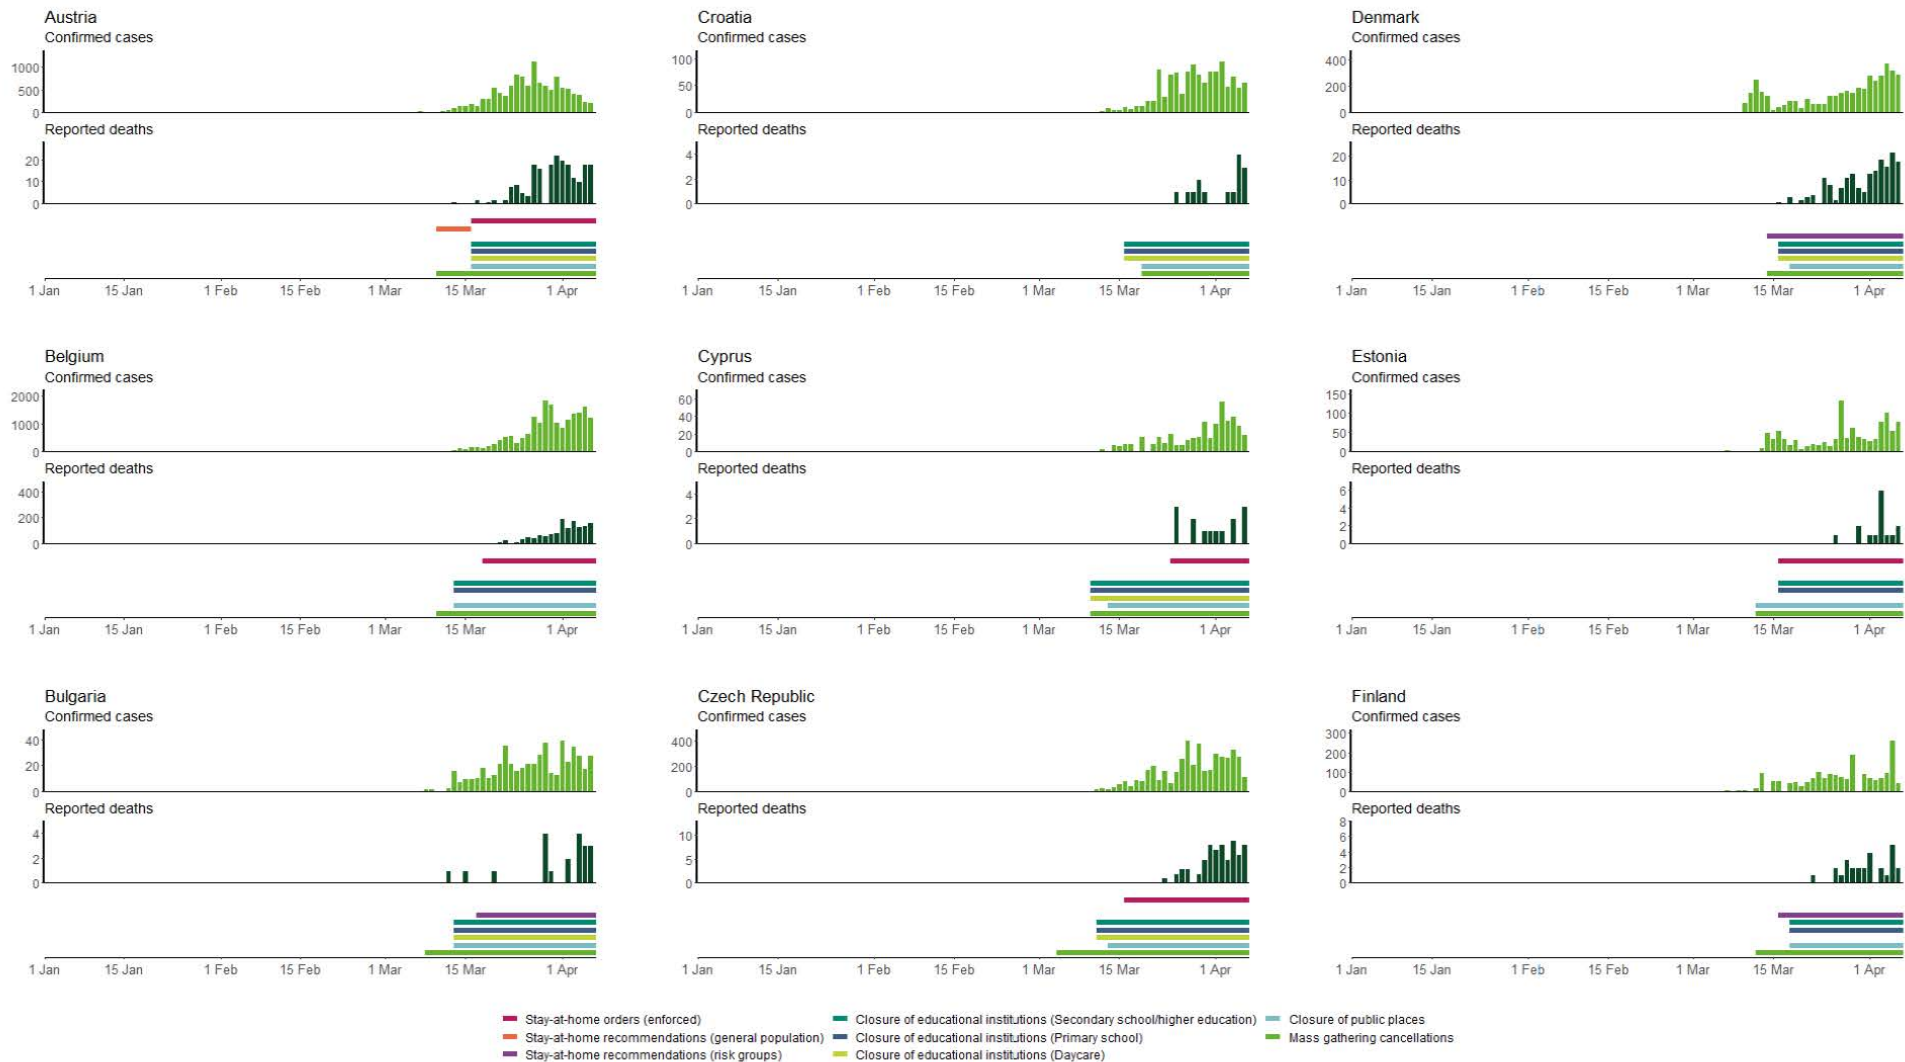 Austria
Confirmed cases
1000
500
0
Reported deaths
20
10
0
1 Jan 15 Jan 1 Feb 15 Feb 1 Mar 15 Mar 1 Apr
Croatia
Confirmed cases
100
50
0
Reported deaths
4
2
0
1 Jan 15 Jan 1 Feb 15 Feb 1 Mar 15 Mar 1 Apr
Denmark
Confirmed cases
400
200
0
Reported deaths
20
10
0
1 Jan 15 Jan 1 Feb 15 Feb 1 Mar 15 Mar 1 Apr
Belgium
Confirmed cases
2000
1000
0
Reported deaths
400
200
0
1 Jan 15 Jan 1 Feb 15 Feb 1 Mar 15 Mar 1 Apr
Cyprus
Confirmed cases
60
40
20
0
Reported deaths
4
2
0
1 Jan 15 Jan 1 Feb 15 Feb 1 Mar 15 Mar 1 Apr
Estonia
Confirmed cases
150
100
50
0
Reported deaths
6
4
2
0
1 Jan 15 Jan 1 Feb 15 Feb 1 Mar 15 Mar 1 Apr
Bulgaria
Confirmed cases
40
20
0
Reported deaths
4
2
0
1 Jan 15 Jan 1 Feb 15 Feb 1 Mar 15 Mar 1 Apr
Czech Republic
Confirmed cases
400
200
0
Reported deaths
10
5
0
1 Jan 15 Jan 1 Feb 15 Feb 1 Mar 15 Mar 1 Apr
Finland
Confirmed cases
300
200
100
0
Reported deaths
8
6
4
2
0
1 Jan 15 Jan 1 Feb 15 Feb 1 Mar 15 Mar 1 Apr
Stay-at-home orders (enforced)
Stay-at-home recommendations (general population)
Stay-at-home recommendations (risk groups)
Closure of educational institutions (Secondary school/higher education)
Closure of educational institutions (Primary school)
Closure of educational institutions (Daycare)
Closure of public places
Mass gathering cancellations